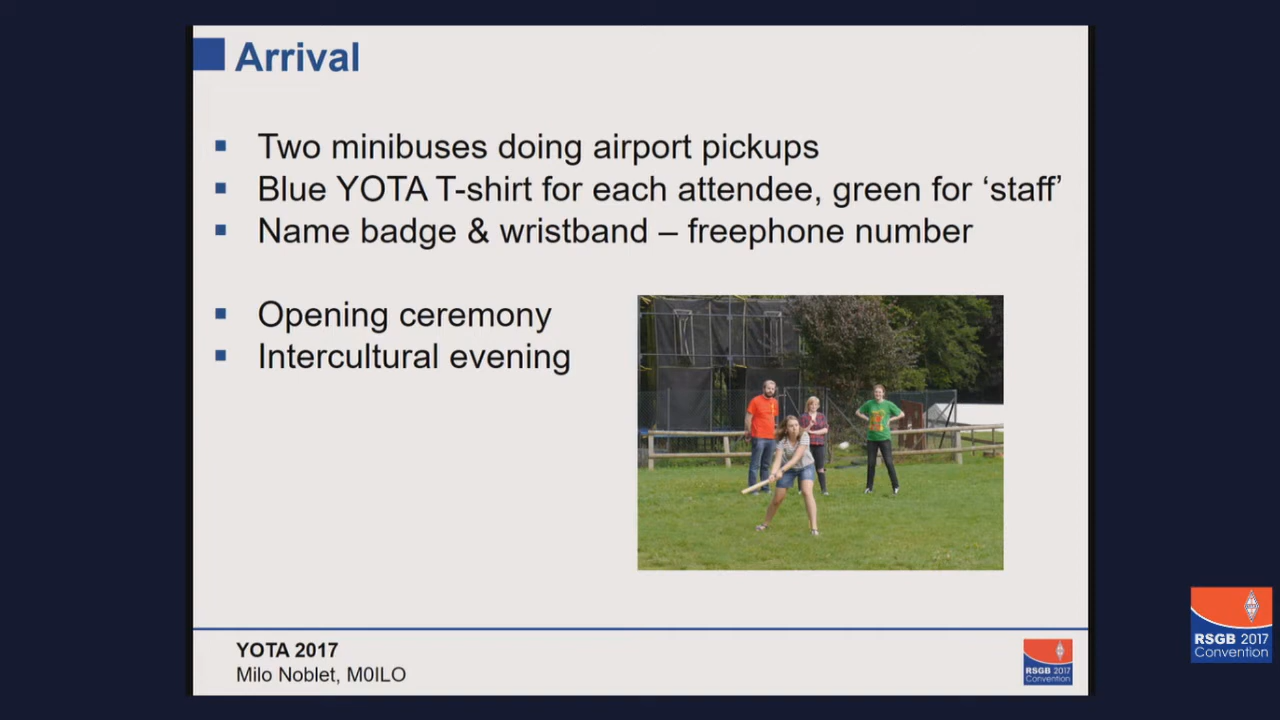 Arrival
Two minibuses doing airport pickups
Blue YOTA T-shirt for each attendee, green for ‘staff’
Name badge & wristband – freephone number
Opening ceremony
Intercultural evening
YOTA 2017
Milo Noblet, M0ILO
RSGB 2017
Convention
RSGB 2017
Convention